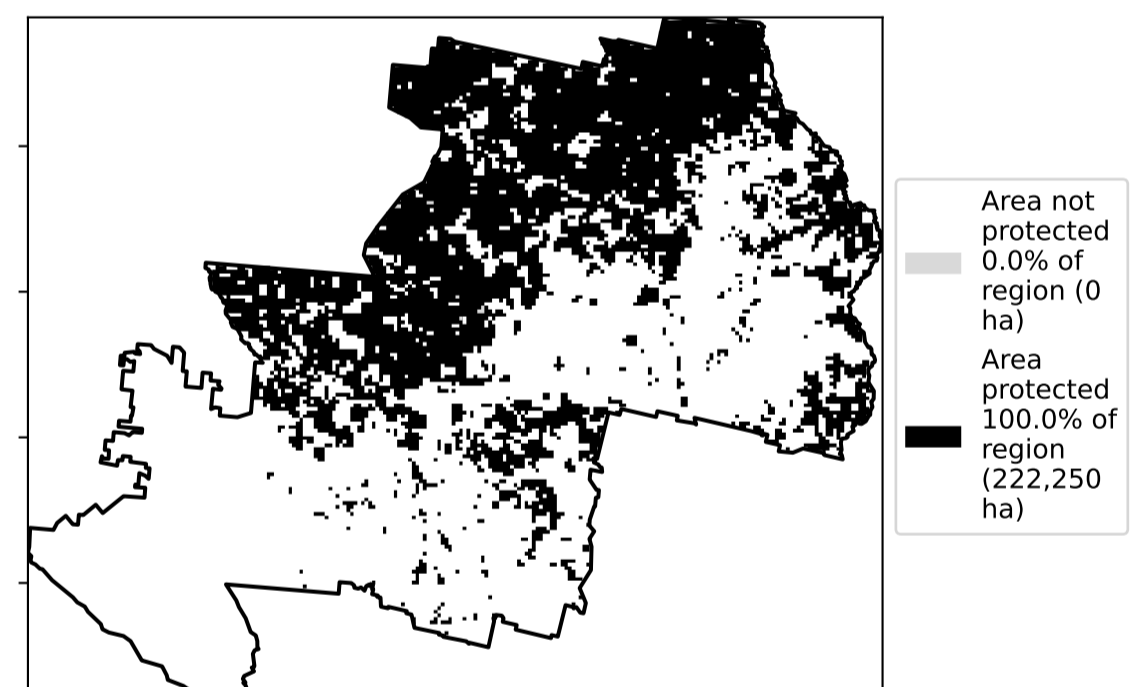 Area not
protected
0.0% of
region (0
ha)
Area
protected
100.0% of
region
(222,250
ha)